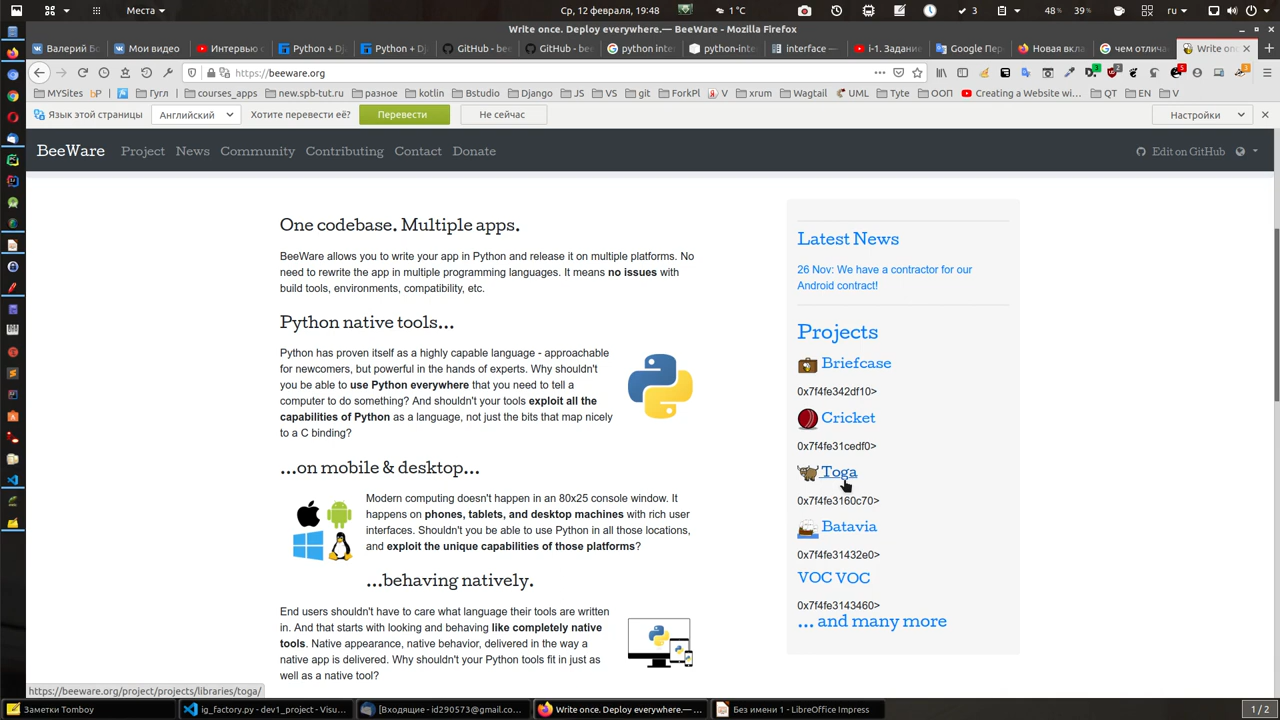 Места
Ср, 12 февраля, 19:48
1°C
3
48%
39%
ru
Write once. Deploy everywhere.— BeeWare - Mozilla Firefox
Валерий Бо
Мои видео
Интервью с
Python + Dj
Python + Dj
GitHub - bee
GitHub - bee
python inter
python-inter
interface —
i-1. Задание
Google Пер
Новая вкла
чем отлича
Write on
https://beeware.org
MYSites
Гугл
courses_apps
new.spb-tut.ru
разное
kotlin
Bstudio
Django
JS
VS
git
ForkPl
V
xrum
Wagtail
UML
Tyte
ООП
Creating a Website wi...
QT
EN
V
Язык этой страницы
Английский
Хотите перевести её?
Перевести
Не сейчас
Настройки
BeeWare
Project
News
Community
Contributing
Contact
Donate
Edit on GitHub
One codebase. Multiple apps.
BeeWare allows you to write your app in Python and release it on multiple platforms. No
need to rewrite the app in multiple programming languages. It means no issues with
build tools, environments, compatibility, etc.
Python native tools...
Python has proven itself as a highly capable language - approachable
for newcomers, but powerful in the hands of experts. Why shouldn't
you be able to use Python everywhere that you need to tell a
computer to do something? And shouldn't your tools exploit all the
capabilities of Python as a language, not just the bits that map nicely
to a C binding?
...on mobile & desktop...
Modern computing doesn't happen in an 80x25 console window. It
happens on phones, tablets, and desktop machines with rich user
interfaces. Shouldn't you be able to use Python in all those locations,
and exploit the unique capabilities of those platforms?
...behaving natively.
End users shouldn't have to care what language their tools are written
in. And that starts with looking and behaving like completely native
tools. Native appearance, native behavior, delivered in the way a
native app is delivered. Why shouldn't your Python tools fit in just as
well as a native tool?
Latest News
26 Nov: We have a contractor for our
Android contract!
Projects
Briefcase
0x7f4fe342df10>
Cricket
0x7f4fe31cedf0>
Toga
0x7f4fe3160c70>
Batavia
0x7f4fe31432e0>
VOC VOC
0x7f4fe3143460>
... and many more
https://beeware.org/project/projects/libraries/toga/
Заметки Tomboy
ig_factory.py - dev1_project - Visu...
[Входящие - id290573@gmail.co...
Write once. Deploy everywhere.—...
Без имени 1 - LibreOffice Impress
1 / 2